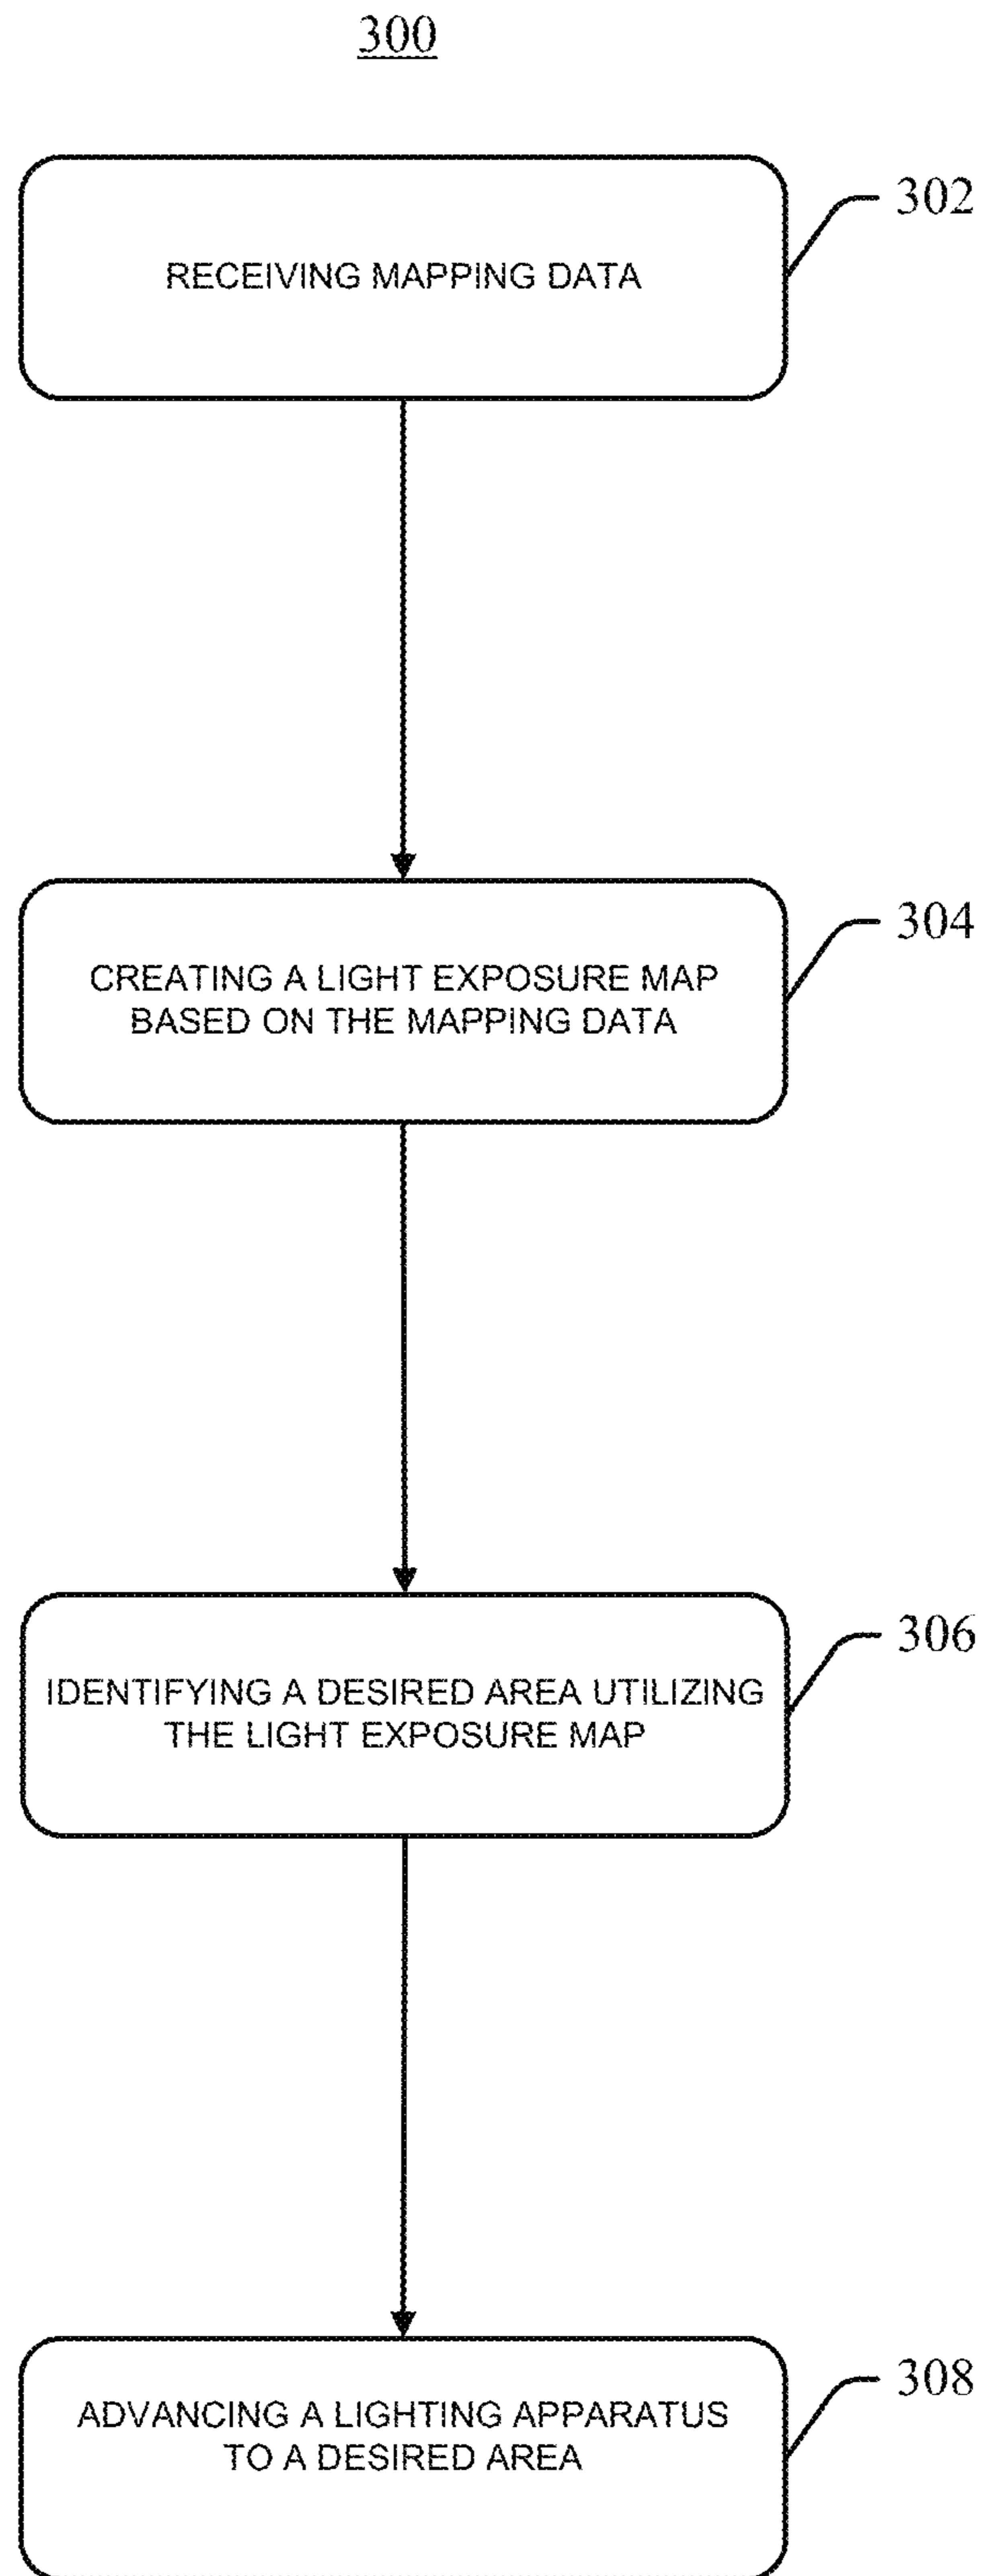 300
302
RECEIVING MAPPING DATA
304
CREATING A LIGHT EXPOSURE MAP
BASED ON THE MAPPING DATA
306
IDENTIFYING A DESIRED AREA UTILIZING
THE LIGHT EXPOSURE MAP
308
ADVANCING A LIGHTING APPARATUS
TO A DESIRED AREA